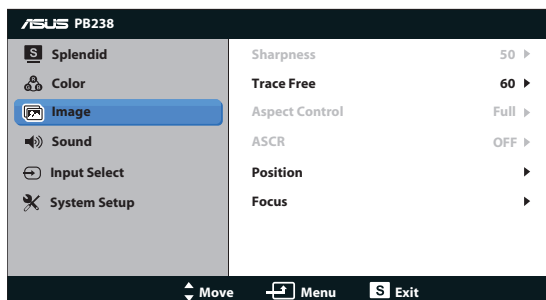 ASUS PB238
S Splendid
Color
Image
Sound
Input Select
System Setup
Sharpness 50
Trace Free 60
Aspect Control Full
ASCR OFF
Position
Focus
Move Menu S Exit